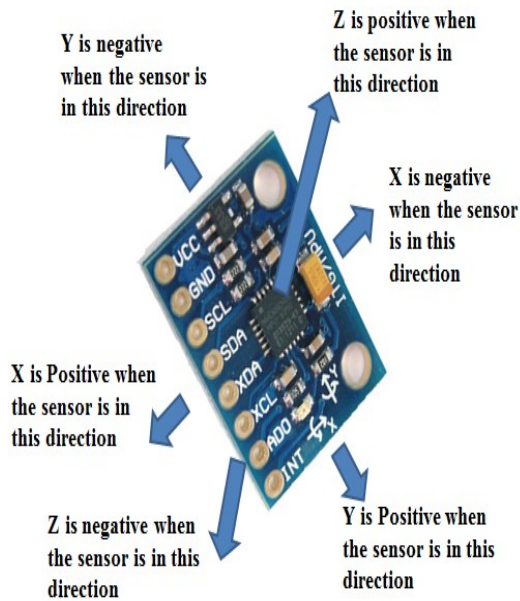 Z is positive when
the sensor is in
this direction
Y is negative
when the sensor is
in this direction
X is negative
when the sensor
is in this
direction
VCC
GND
SCL
SDA
XDA
XCL
ADO
INT
ITG/MPU
Y
X
X is Positive when
the sensor is in
this direction
Z is negative when
the sensor is in this
direction
Y is Positive when
the sensor is in this
direction